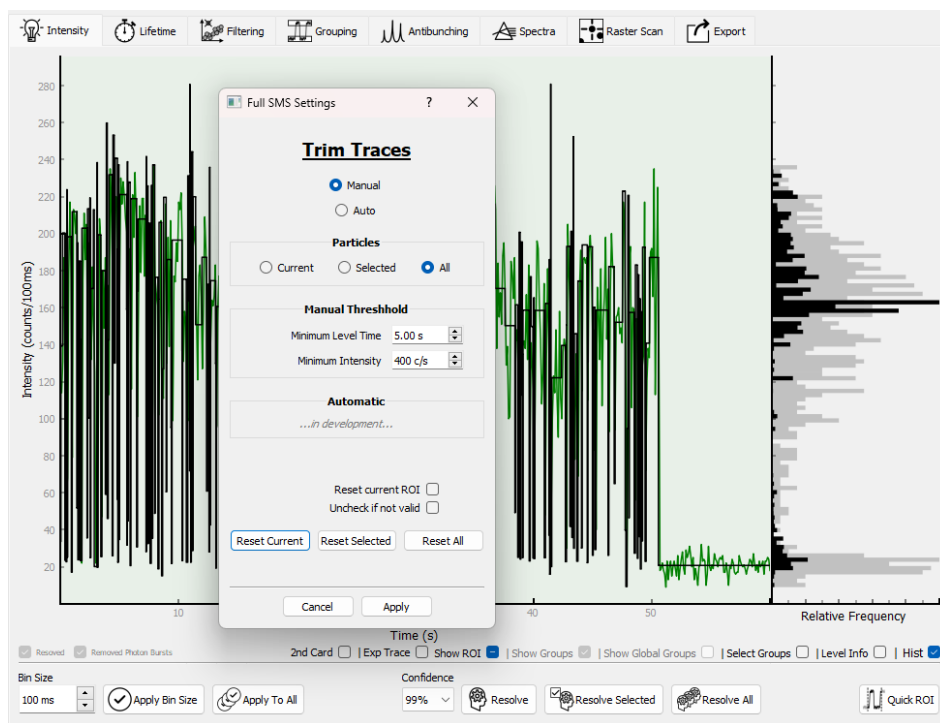 Intensity Lifetime Filtering Grouping Antibunching Spectra Raster Scan Export
Full SMS Settings ? ×
Trim Traces
Manual
Auto
Particles
Current Selected All
Manual Threshhold
Minimum Level Time 5.00 s
Minimum Intensity 400 c/s
Automatic
...in development...
Reset current ROI
Uncheck if not valid
Reset Current Reset Selected Reset All
Cancel Apply
Intensity (counts/100ms)
280
260
240
220
200
180
160
140
120
100
80
60
40
20
10 40 50
Time (s)
Relative Frequency
Resoved Removed Photon Bursts 2nd Card | Exp Trace Show ROI | Show Groups | Show Global Groups | Select Groups | Level Info | Hist
Bin Size
100 ms Apply Bin Size Apply To All
Confidence
99% Resolve Resolve Selected Resolve All Quick ROI